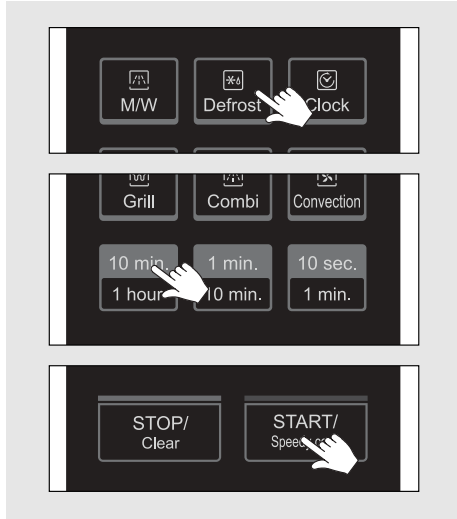 M/W
Defrost
Clock
Grill
Combi
Convection
10 min.
1 hour
1 min.
10 min.
10 sec.
1 min.
STOP/
Clear
START/
Speedy